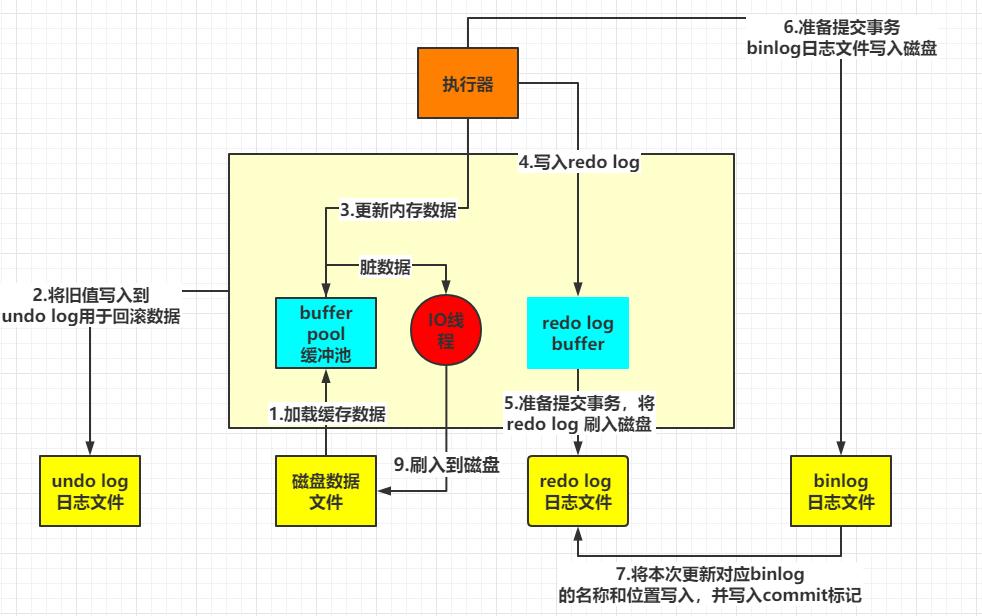 6.准备提交事务
binlog日志文件写入磁盘
执行器
4.写入redo log
3.更新内存数据
脏数据
2.将旧值写入到
undo log用于回滚数据
buffer
pool
缓冲池
IO线
程
redo log
buffer
1.加载缓存数据
5.准备提交事务，将
redo log 刷入磁盘
9.刷入到磁盘
undo log
日志文件
磁盘数据
文件
redo log
日志文件
binlog
日志文件
7.将本次更新对应binlog
的名称和位置写入，并写入commit标记